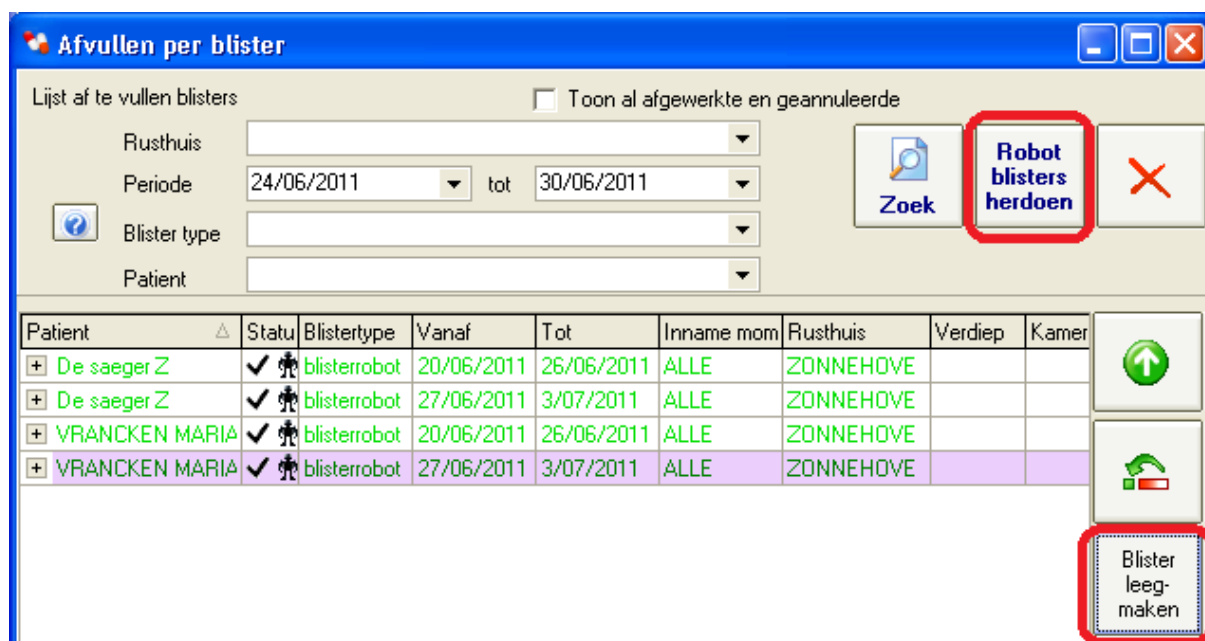 Afvullen per blister
Lijst af te vullen blisters
Toon al afgewerkte en geannuleerde
Rusthuis
Periode 24/06/2011 tot 30/06/2011
Blister type
Patient
Zoek
Robot
blisters
herdoen
Patient Statu Blistertype Vanaf Tot Inname mom Rusthuis Verdiep Kamer
De saeger Z blisterrobot 20/06/2011 26/06/2011 ALLE ZONNEHOVE
De saeger Z blisterrobot 27/06/2011 3/07/2011 ALLE ZONNEHOVE
VRANCKEN MARIA blisterrobot 20/06/2011 26/06/2011 ALLE ZONNEHOVE
VRANCKEN MARIA blisterrobot 27/06/2011 3/07/2011 ALLE ZONNEHOVE
Blister
leeg-
maken